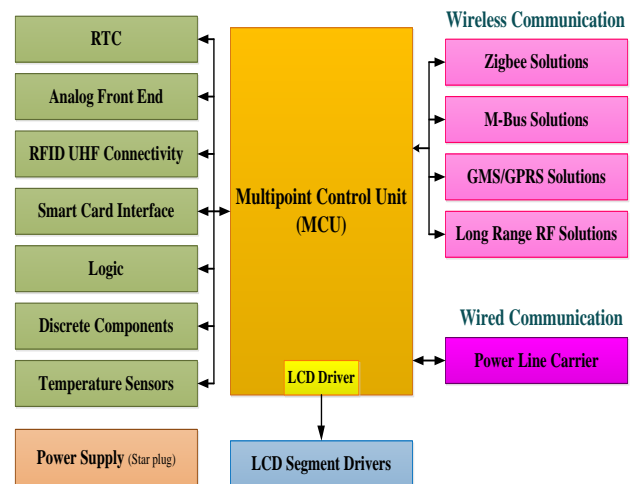 Wireless Communication
RTC
Analog Front End
RFID UHF Connectivity
Smart Card Interface
Logic
Discrete Components
Temperature Sensors
Power Supply (Star plug)
Multipoint Control Unit
(MCU)
LCD Driver
LCD Segment Drivers
Zigbee Solutions
M-Bus Solutions
GMS/GPRS Solutions
Long Range RF Solutions
Wired Communication
Power Line Carrier